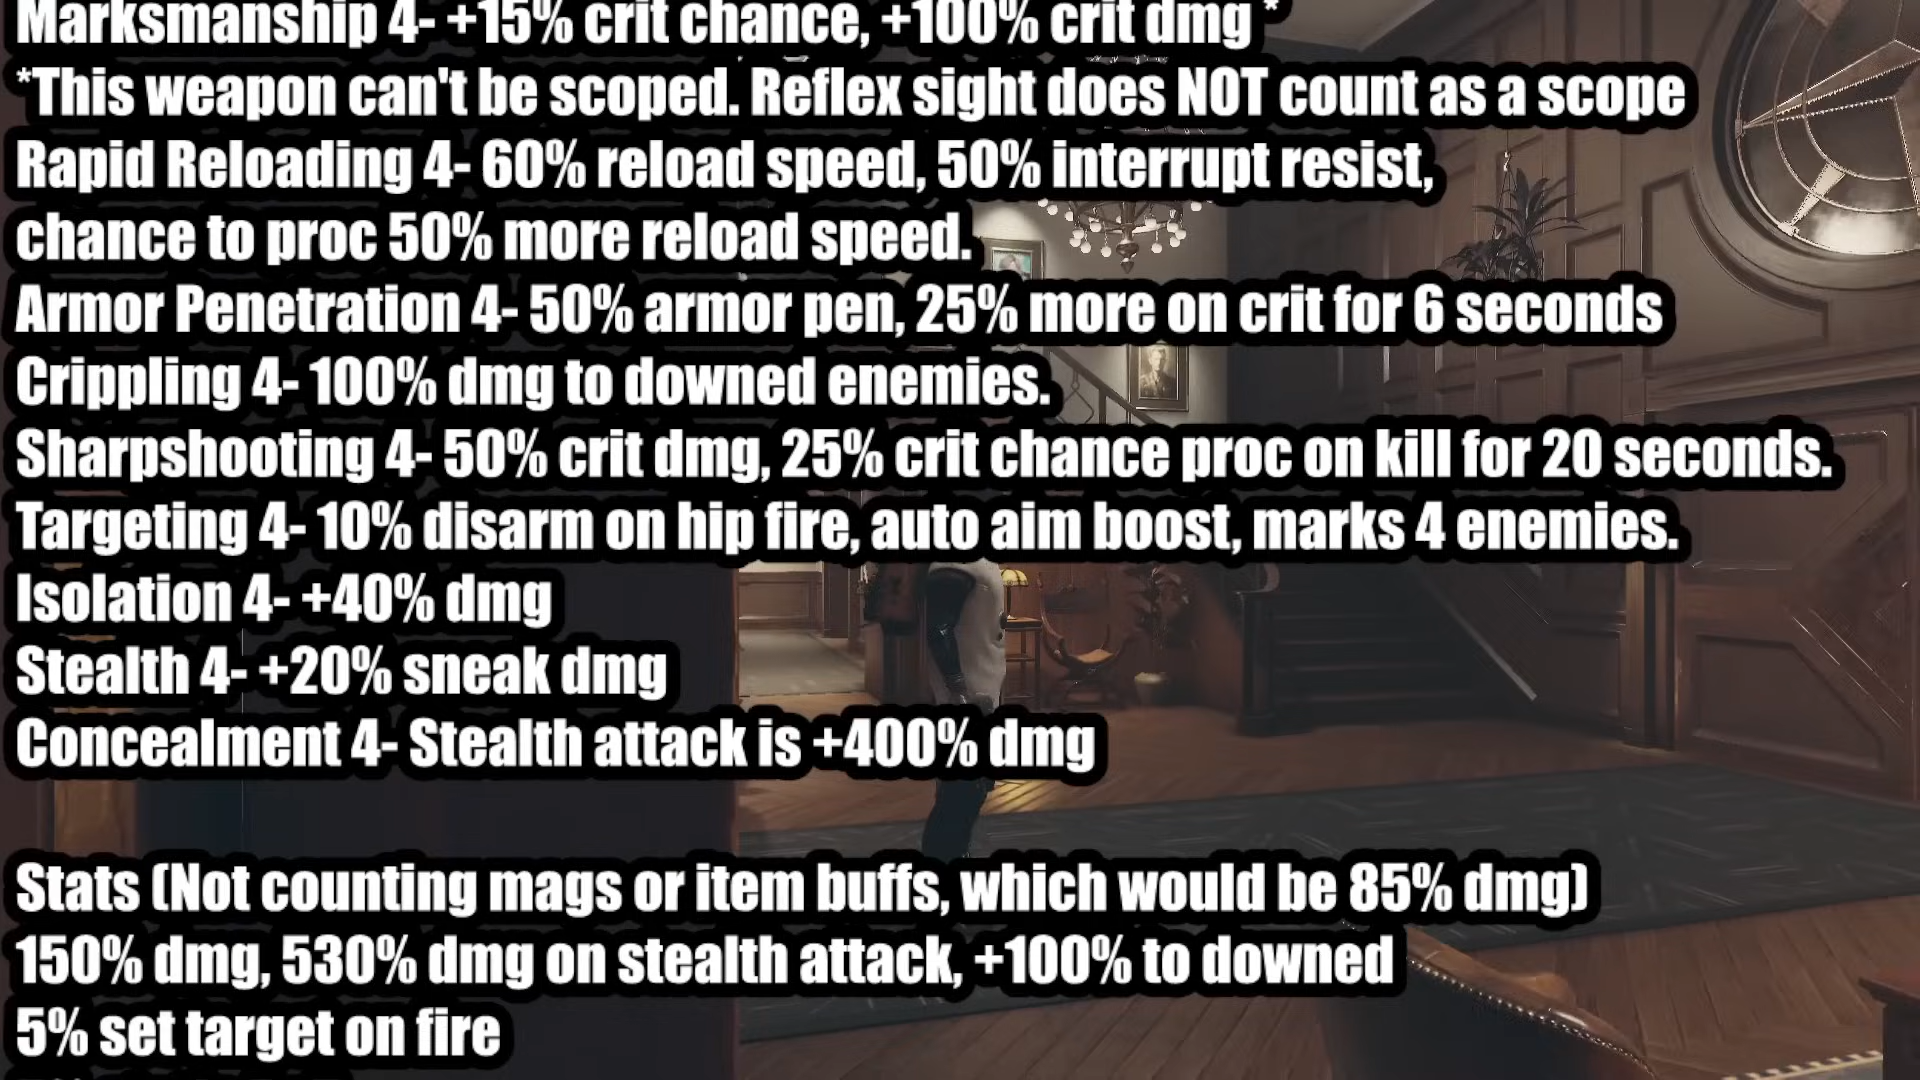 Marksmanship 4- +15% crit chance, +100% crit dmg *
*This weapon can't be scoped. Reflex sight does NOT count as a scope
Rapid Reloading 4- 60% reload speed, 50% interrupt resist,
chance to proc 50% more reload speed.
Armor Penetration 4- 50% armor pen, 25% more on crit for 6 seconds
Crippling 4- 100% dmg to downed enemies.
Sharpshooting 4- 50% crit dmg, 25% crit chance proc on kill for 20 seconds.
Targeting 4- 10% disarm on hip fire, auto aim boost, marks 4 enemies.
Isolation 4- +40% dmg
Stealth 4- +20% sneak dmg
Concealment 4- Stealth attack is +400% dmg
Stats (Not counting mags or item buffs, which would be 85% dmg)
150% dmg, 530% dmg on stealth attack, +100% to downed
5% set target on fire